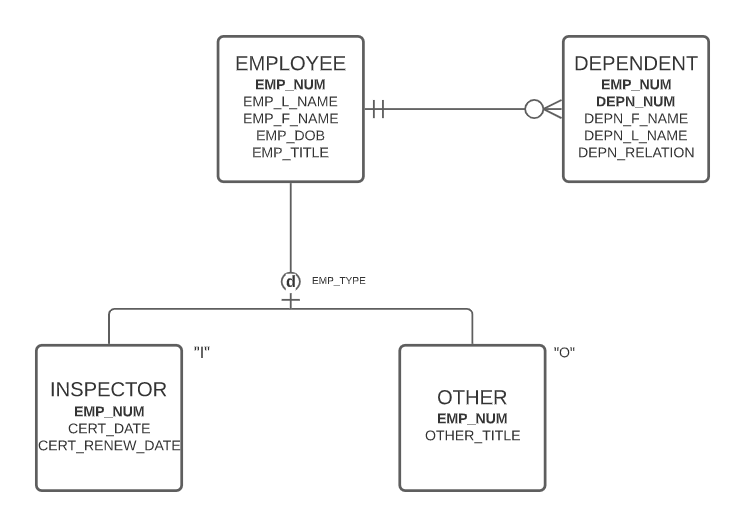 EMPLOYEE
EMP_NUM
EMP_L_NAME
EMP_F_NAME
EMP_DOB
EMP_TITLE
DEPENDENT
EMP_NUM
DEPN_NUM
DEPN_F_NAME
DEPN_L_NAME
DEPN_RELATION
d
EMP_TYPE
INSPECTOR
EMP_NUM
CERT_DATE
CERT_RENEW_DATE
"I"
OTHER
EMP_NUM
OTHER_TITLE
"O"